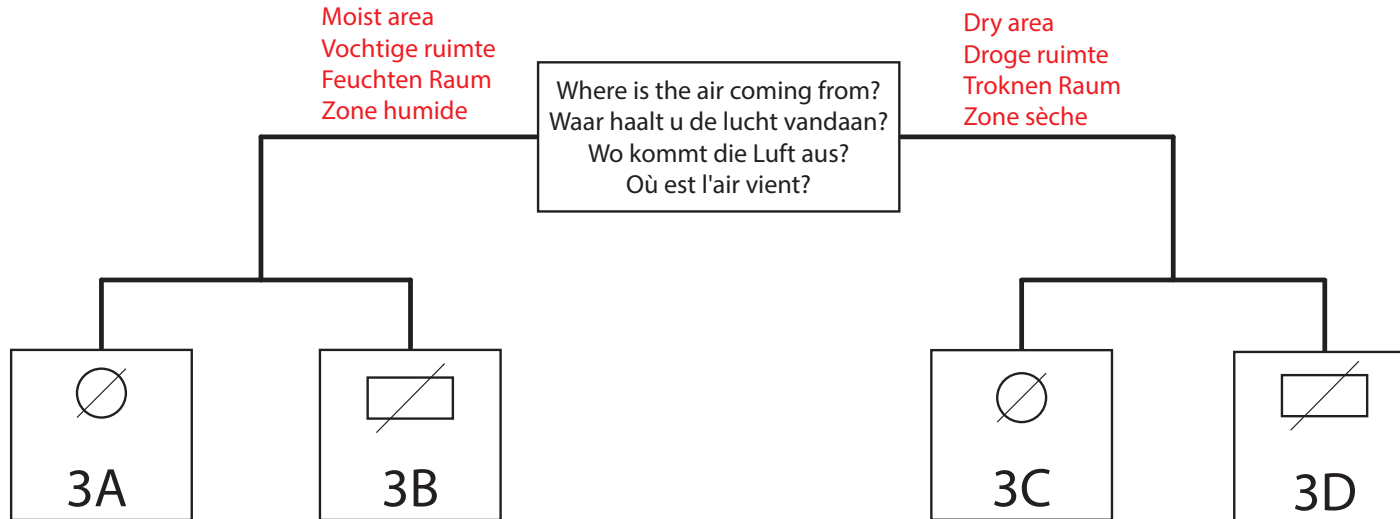 Moist area
Vochtige ruimte
Feuchten Raum
Zone humide
Where is the air coming from?
Waar haalt u de lucht vandaan?
Wo kommt die Luft aus?
Où est l'air vient?
Dry area
Droge ruimte
Troknen Raum
Zone sèche
3A
3B
3C
3D